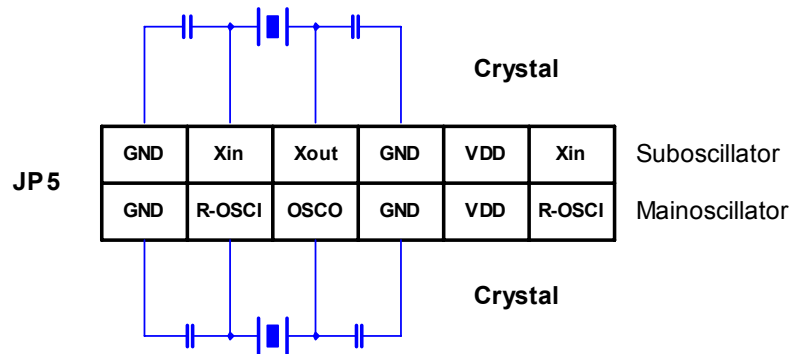 Crystal
GND Xin Xout GND VDD Xin Suboscillator
JP5
GND R-OSCI OSCO GND VDD R-OSCI Mainoscillator
Crystal